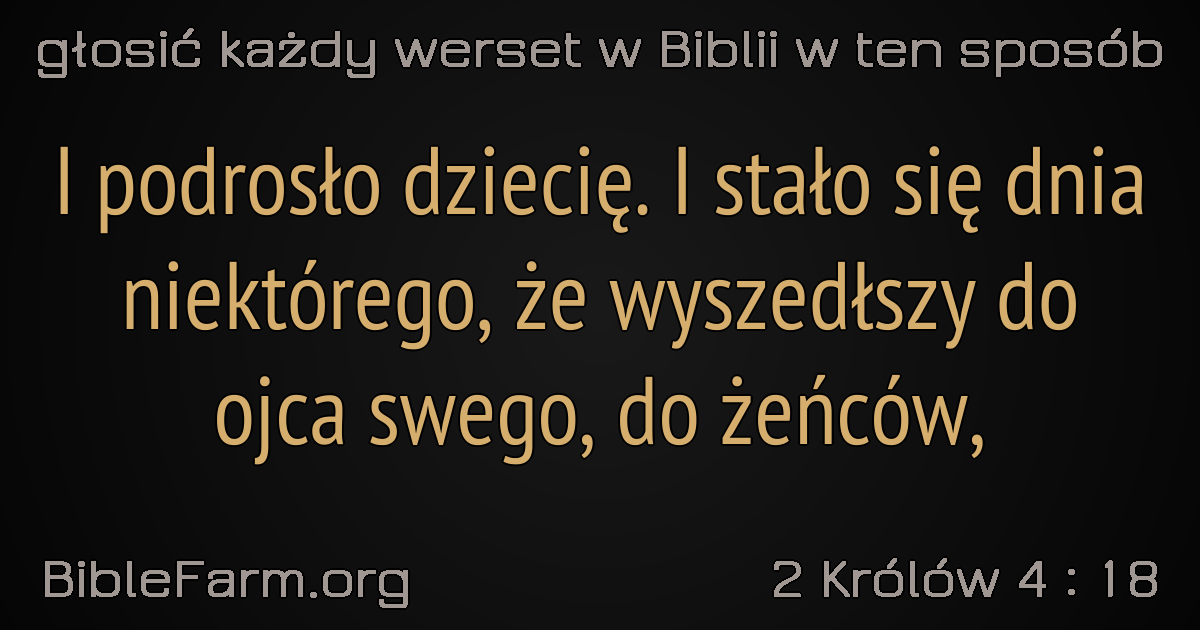 głosić każdy werset w Biblii w ten sposób
I podrosło dziecię. I stało się dnia
niektórego, że wyszedłszy do
ojca swego, do żeńców,
BibleFarm.org
2 Królów 4 : 18